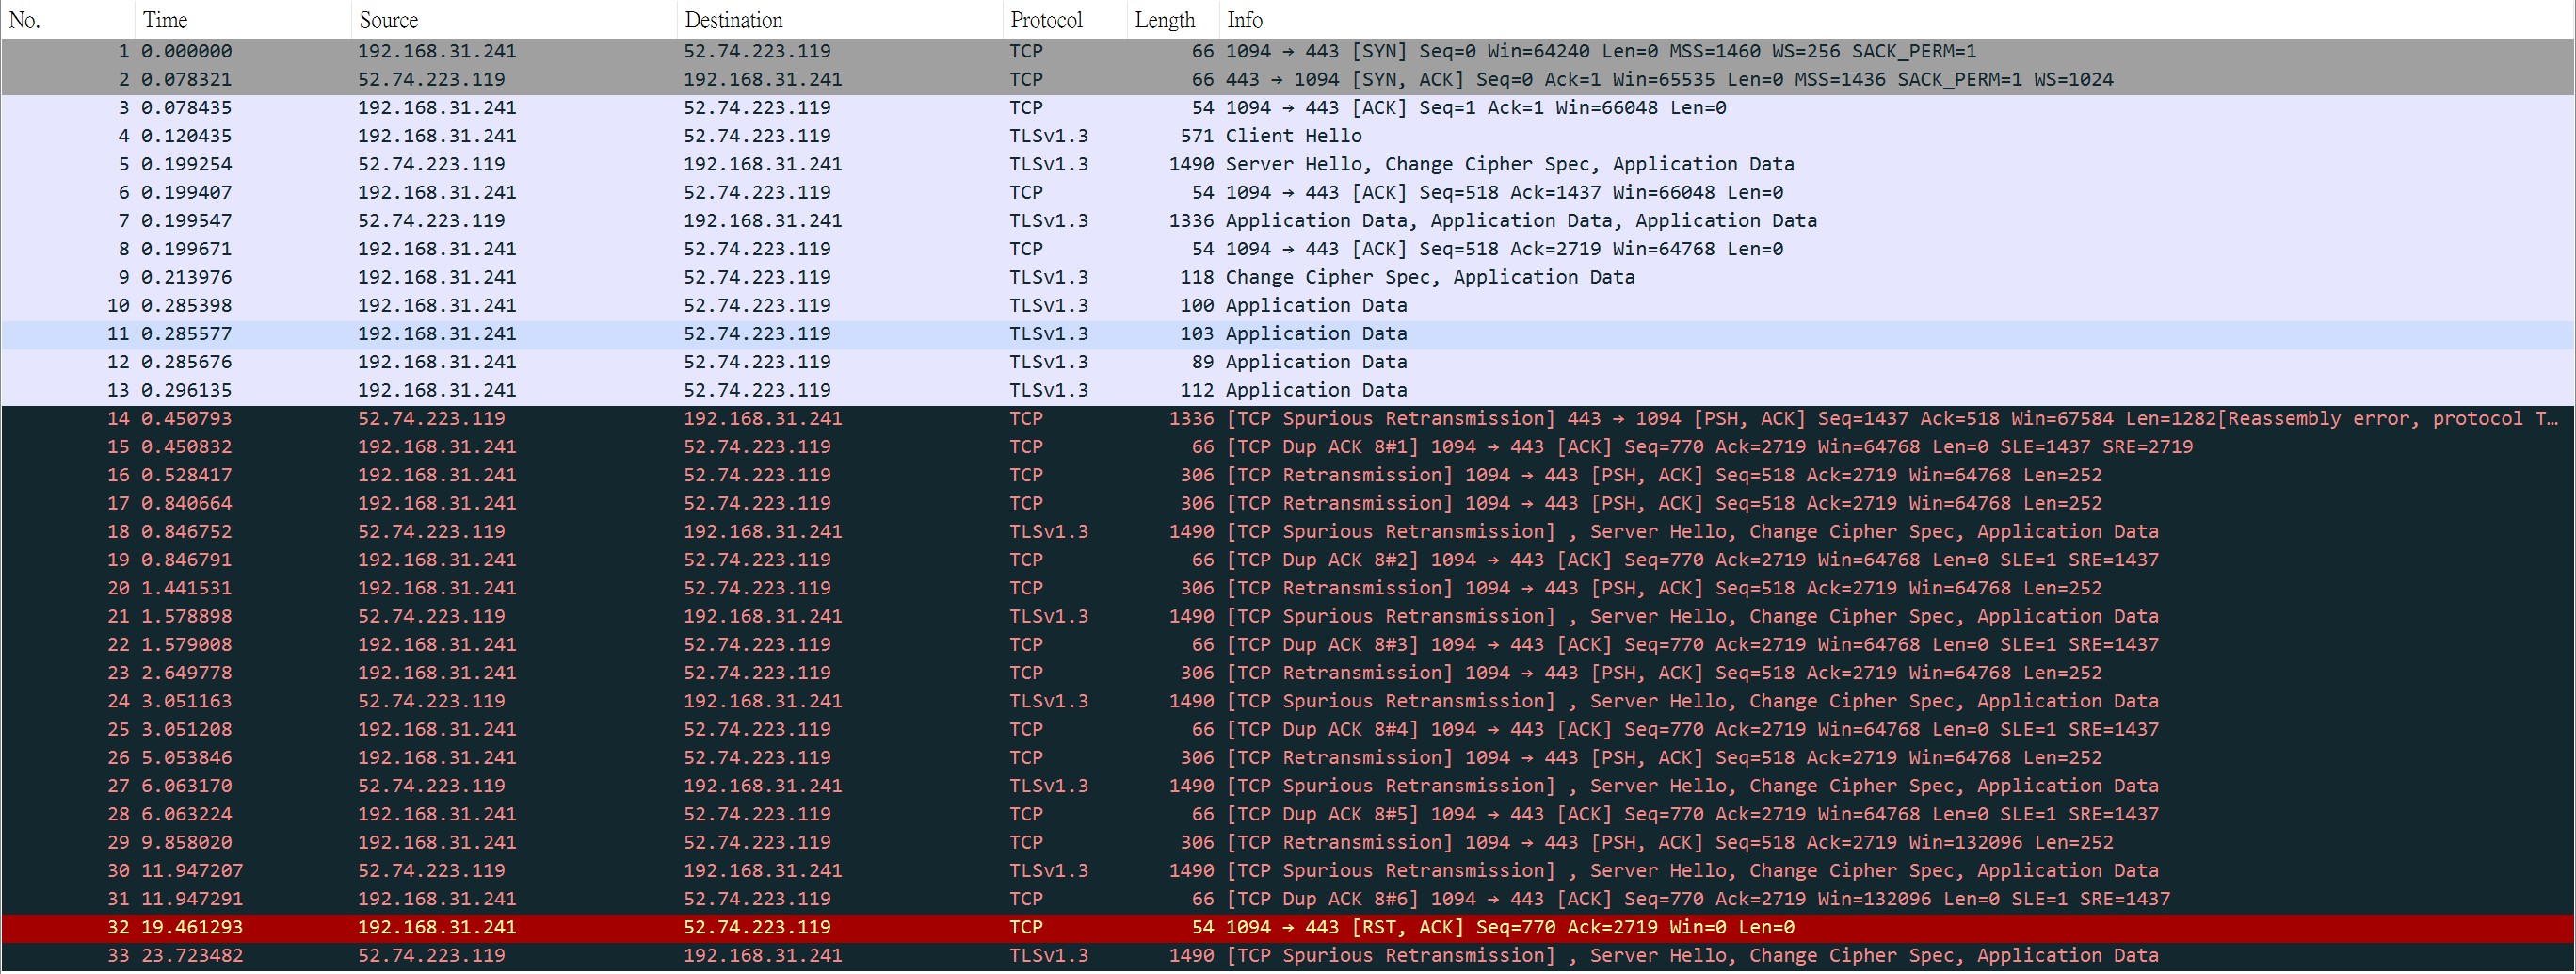 No. Time Source Destination Protocol Length Info
1 0.000000 192.168.31.241 52.74.223.119 TCP 66 1094 → 443 [SYN] Seq=0 Win=64240 Len=0 MSS=1460 WS=256 SACK_PERM=1
2 0.078321 52.74.223.119 192.168.31.241 TCP 66 443 → 1094 [SYN, ACK] Seq=0 Ack=1 Win=65535 Len=0 MSS=1436 SACK_PERM=1 WS=1024
3 0.078435 192.168.31.241 52.74.223.119 TCP 54 1094 → 443 [ACK] Seq=1 Ack=1 Win=66048 Len=0
4 0.120435 192.168.31.241 52.74.223.119 TLSv1.3 571 Client Hello
5 0.199254 52.74.223.119 192.168.31.241 TLSv1.3 1490 Server Hello, Change Cipher Spec, Application Data
6 0.199407 192.168.31.241 52.74.223.119 TCP 54 1094 → 443 [ACK] Seq=518 Ack=1437 Win=66048 Len=0
7 0.199547 52.74.223.119 192.168.31.241 TLSv1.3 1336 Application Data, Application Data, Application Data
8 0.199671 192.168.31.241 52.74.223.119 TCP 54 1094 → 443 [ACK] Seq=518 Ack=2719 Win=64768 Len=0
9 0.213976 192.168.31.241 52.74.223.119 TLSv1.3 118 Change Cipher Spec, Application Data
10 0.285398 192.168.31.241 52.74.223.119 TLSv1.3 100 Application Data
11 0.285577 192.168.31.241 52.74.223.119 TLSv1.3 103 Application Data
12 0.285676 192.168.31.241 52.74.223.119 TLSv1.3 89 Application Data
13 0.296135 192.168.31.241 52.74.223.119 TLSv1.3 112 Application Data
14 0.450793 52.74.223.119 192.168.31.241 TCP 1336 [TCP Spurious Retransmission] 443 → 1094 [PSH, ACK] Seq=1437 Ack=518 Win=67584 Len=1282[Reassembly error, protocol T…
15 0.450832 192.168.31.241 52.74.223.119 TCP 66 [TCP Dup ACK 8#1] 1094 → 443 [ACK] Seq=770 Ack=2719 Win=64768 Len=0 SLE=1437 SRE=2719
16 0.528417 192.168.31.241 52.74.223.119 TCP 306 [TCP Retransmission] 1094 → 443 [PSH, ACK] Seq=518 Ack=2719 Win=64768 Len=252
17 0.840664 192.168.31.241 52.74.223.119 TCP 306 [TCP Retransmission] 1094 → 443 [PSH, ACK] Seq=518 Ack=2719 Win=64768 Len=252
18 0.846752 52.74.223.119 192.168.31.241 TLSv1.3 1490 [TCP Spurious Retransmission] , Server Hello, Change Cipher Spec, Application Data
19 0.846791 192.168.31.241 52.74.223.119 TCP 66 [TCP Dup ACK 8#2] 1094 → 443 [ACK] Seq=770 Ack=2719 Win=64768 Len=0 SLE=1 SRE=1437
20 1.441531 192.168.31.241 52.74.223.119 TCP 306 [TCP Retransmission] 1094 → 443 [PSH, ACK] Seq=518 Ack=2719 Win=64768 Len=252
21 1.578898 52.74.223.119 192.168.31.241 TLSv1.3 1490 [TCP Spurious Retransmission] , Server Hello, Change Cipher Spec, Application Data
22 1.579008 192.168.31.241 52.74.223.119 TCP 66 [TCP Dup ACK 8#3] 1094 → 443 [ACK] Seq=770 Ack=2719 Win=64768 Len=0 SLE=1 SRE=1437
23 2.649778 192.168.31.241 52.74.223.119 TCP 306 [TCP Retransmission] 1094 → 443 [PSH, ACK] Seq=518 Ack=2719 Win=64768 Len=252
24 3.051163 52.74.223.119 192.168.31.241 TLSv1.3 1490 [TCP Spurious Retransmission] , Server Hello, Change Cipher Spec, Application Data
25 3.051208 192.168.31.241 52.74.223.119 TCP 66 [TCP Dup ACK 8#4] 1094 → 443 [ACK] Seq=770 Ack=2719 Win=64768 Len=0 SLE=1 SRE=1437
26 5.053846 192.168.31.241 52.74.223.119 TCP 306 [TCP Retransmission] 1094 → 443 [PSH, ACK] Seq=518 Ack=2719 Win=64768 Len=252
27 6.063170 52.74.223.119 192.168.31.241 TLSv1.3 1490 [TCP Spurious Retransmission] , Server Hello, Change Cipher Spec, Application Data
28 6.063224 192.168.31.241 52.74.223.119 TCP 66 [TCP Dup ACK 8#5] 1094 → 443 [ACK] Seq=770 Ack=2719 Win=64768 Len=0 SLE=1 SRE=1437
29 9.858020 192.168.31.241 52.74.223.119 TCP 306 [TCP Retransmission] 1094 → 443 [PSH, ACK] Seq=518 Ack=2719 Win=132096 Len=252
30 11.947207 52.74.223.119 192.168.31.241 TLSv1.3 1490 [TCP Spurious Retransmission] , Server Hello, Change Cipher Spec, Application Data
31 11.947291 192.168.31.241 52.74.223.119 TCP 66 [TCP Dup ACK 8#6] 1094 → 443 [ACK] Seq=770 Ack=2719 Win=132096 Len=0 SLE=1 SRE=1437
32 19.461293 192.168.31.241 52.74.223.119 TCP 54 1094 → 443 [RST, ACK] Seq=770 Ack=2719 Win=0 Len=0
33 23.723482 52.74.223.119 192.168.31.241 TLSv1.3 1490 [TCP Spurious Retransmission] , Server Hello, Change Cipher Spec, Application Data